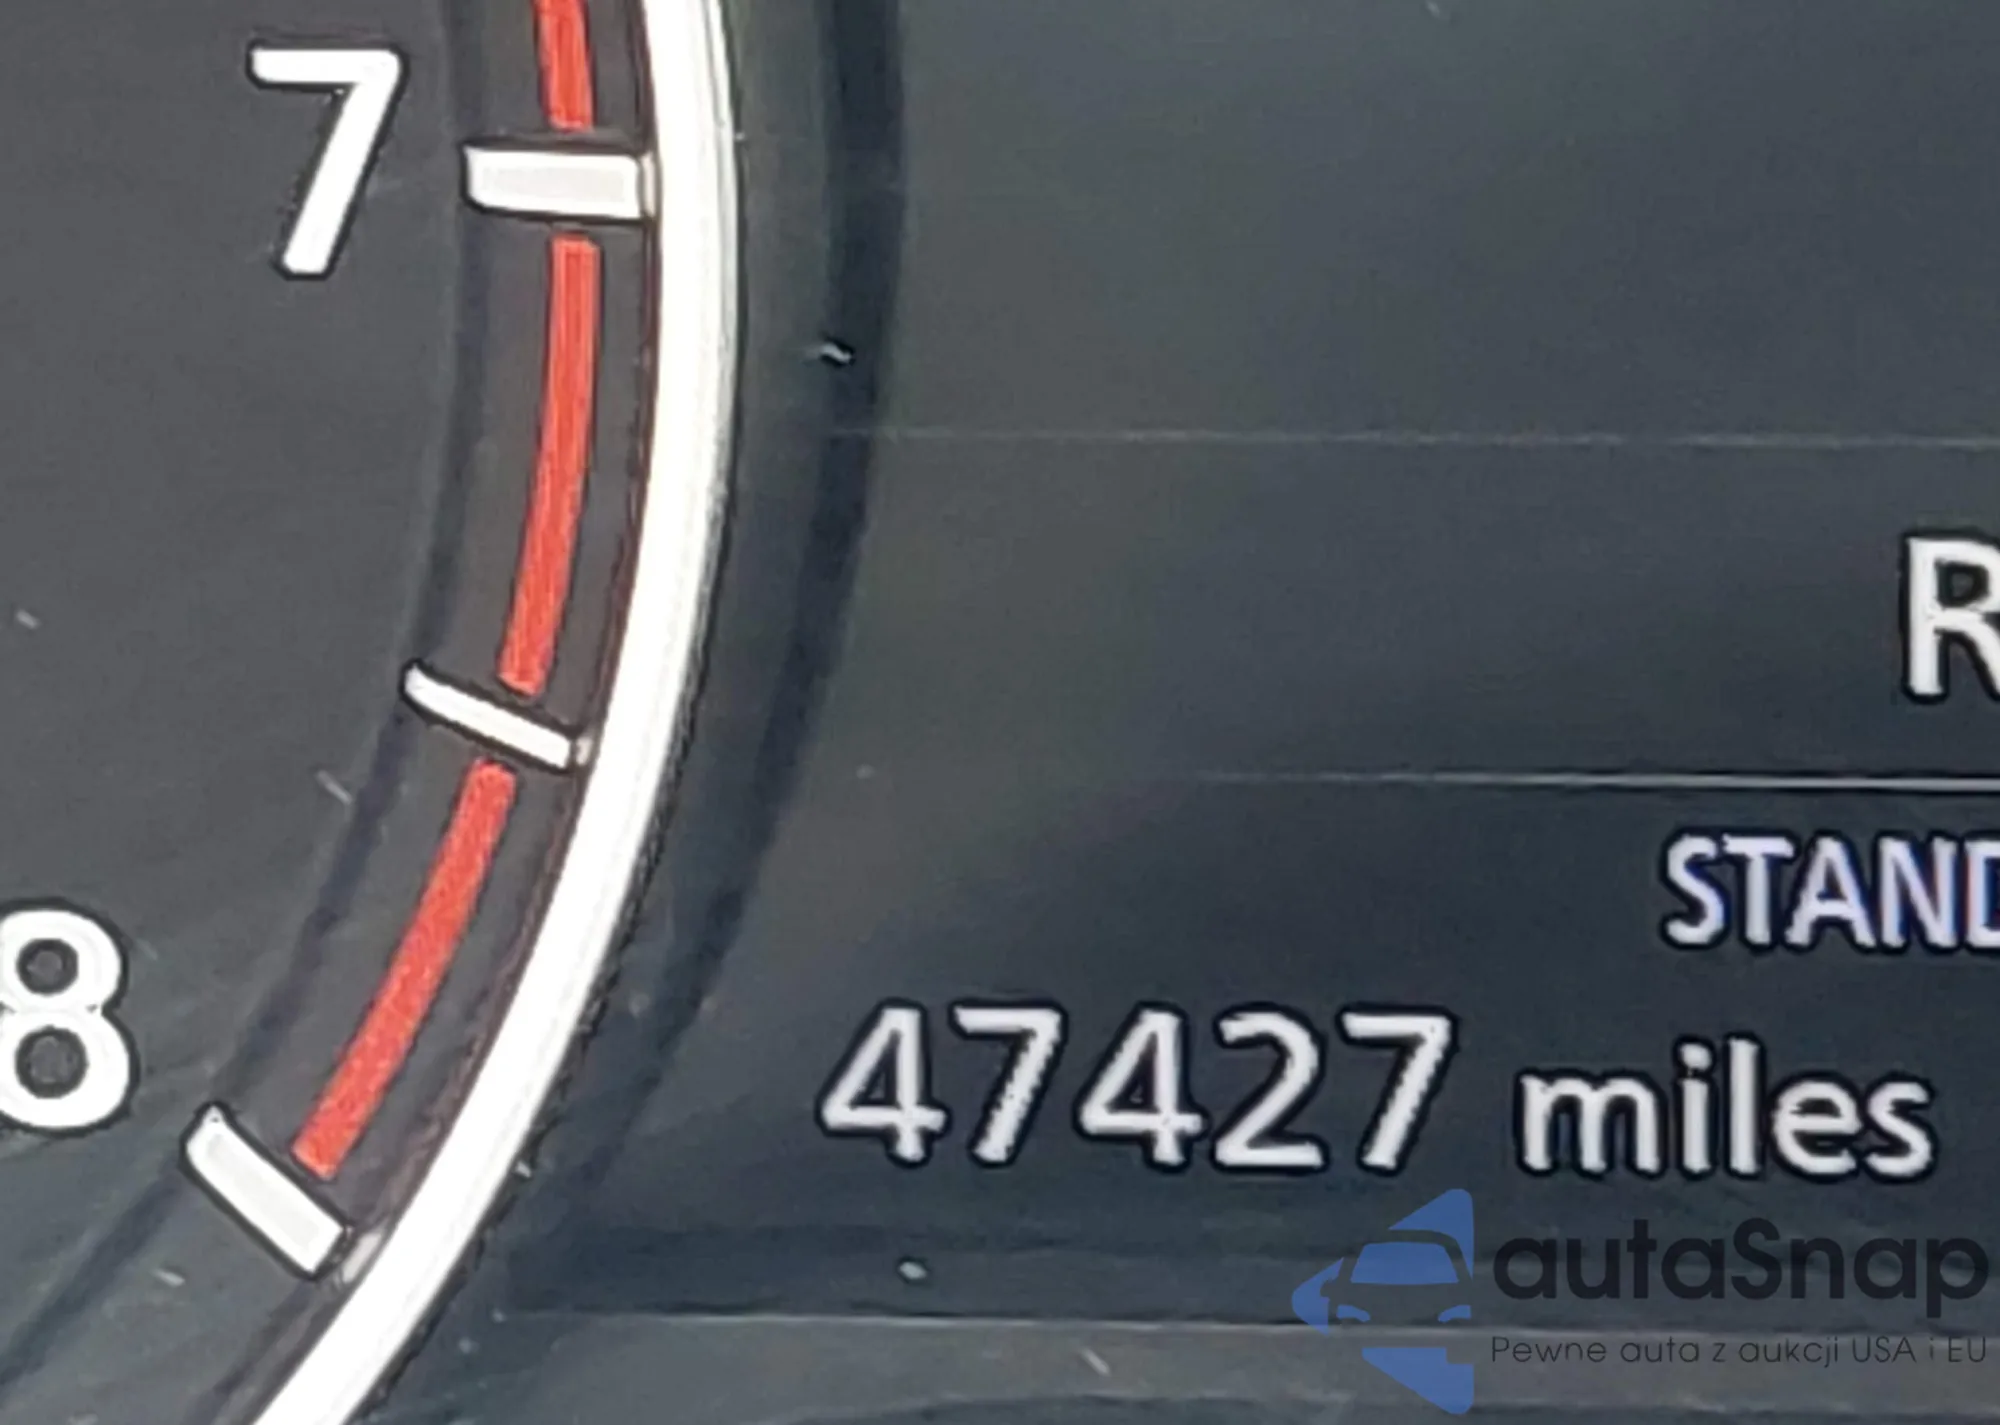 7
8
R
STAND
47427 miles
autaSnap
Pewne auta z aukcji USA i EU